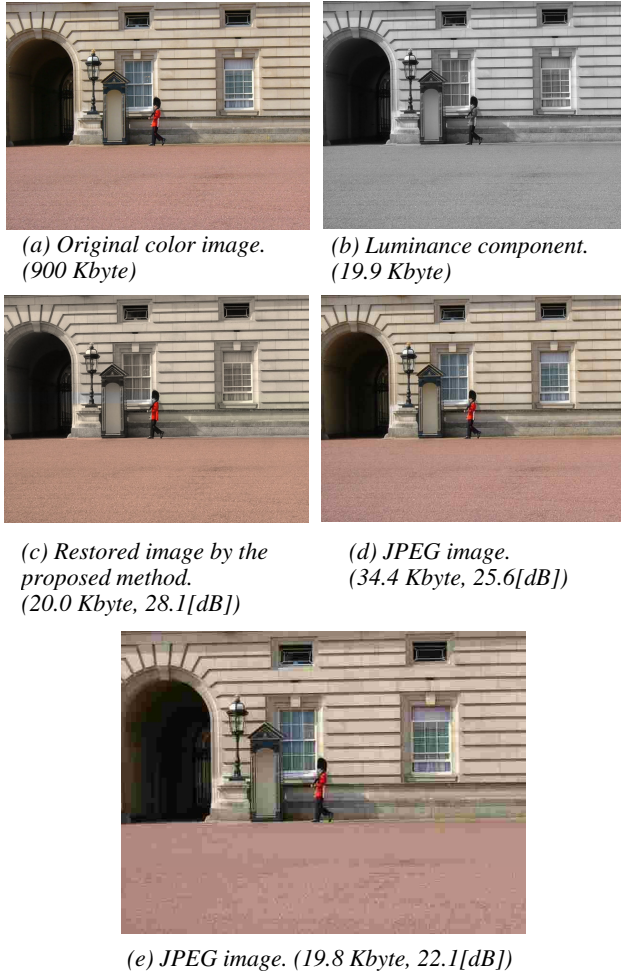 (a) Original color image.
(900 Kbyte)
(b) Luminance component.
(19.9 Kbyte)
(c) Restored image by the
proposed method.
(20.0 Kbyte, 28.1[dB])
(d) JPEG image.
(34.4 Kbyte, 25.6[dB])
(e) JPEG image. (19.8 Kbyte, 22.1[dB])